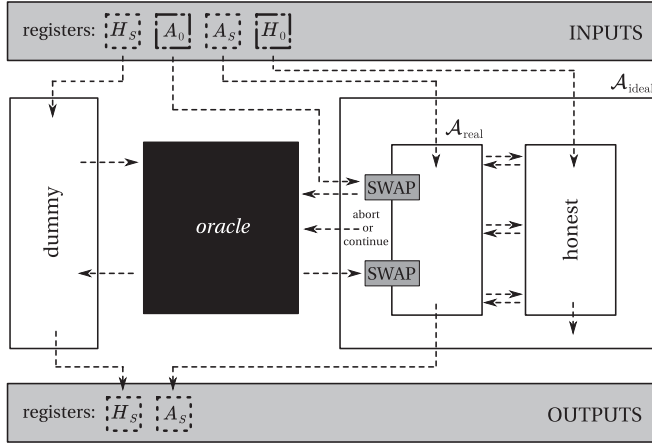 registers: H_S A_0 A_S H_0 INPUTS
𝒜_ideal
𝒜_real
dummy
oracle
SWAP
abort
or
continue
SWAP
honest
registers: H_S A_S OUTPUTS